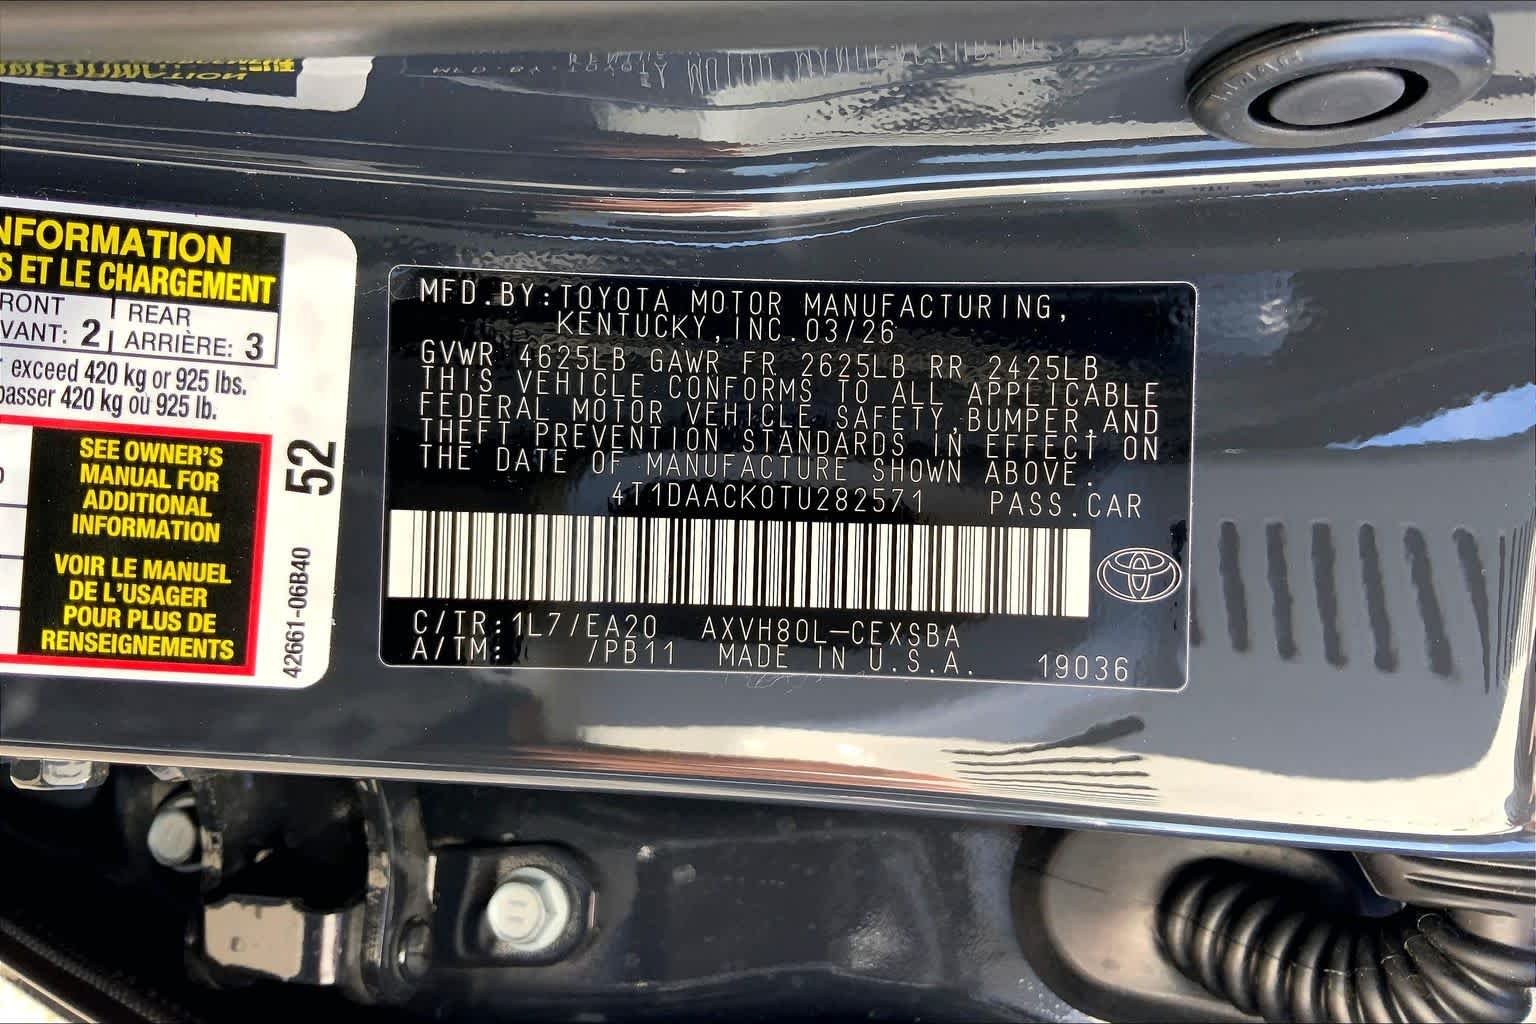 NFORMATION
S ET LE CHARGEMENT
RONT | REAR
VANT: 2 | ARRIÈRE: 3
exceed 420 kg or 925 lbs.
passer 420 kg ou 925 lb.
SEE OWNER'S
MANUAL FOR
ADDITIONAL
INFORMATION
VOIR LE MANUEL
DE L'USAGER
POUR PLUS DE
RENSEIGNEMENTS
52
42661-06B40
MFD.BY:TOYOTA MOTOR MANUFACTURING,
KENTUCKY,INC.03/26
GVWR 4625LB GAWR FR 2625LB RR 2425LB
THIS VEHICLE CONFORMS TO ALL APPLICABLE
FEDERAL MOTOR VEHICLE SAFETY,BUMPER,AND
THEFT PREVENTION STANDARDS IN EFFECT ON
THE DATE OF MANUFACTURE SHOWN ABOVE.
4T1DAACK0TU282571 PASS.CAR
C/TR:1L7/EA20 AXVH80L-CEXSBA
A/TM: /PB11 MADE IN U.S.A. 19036